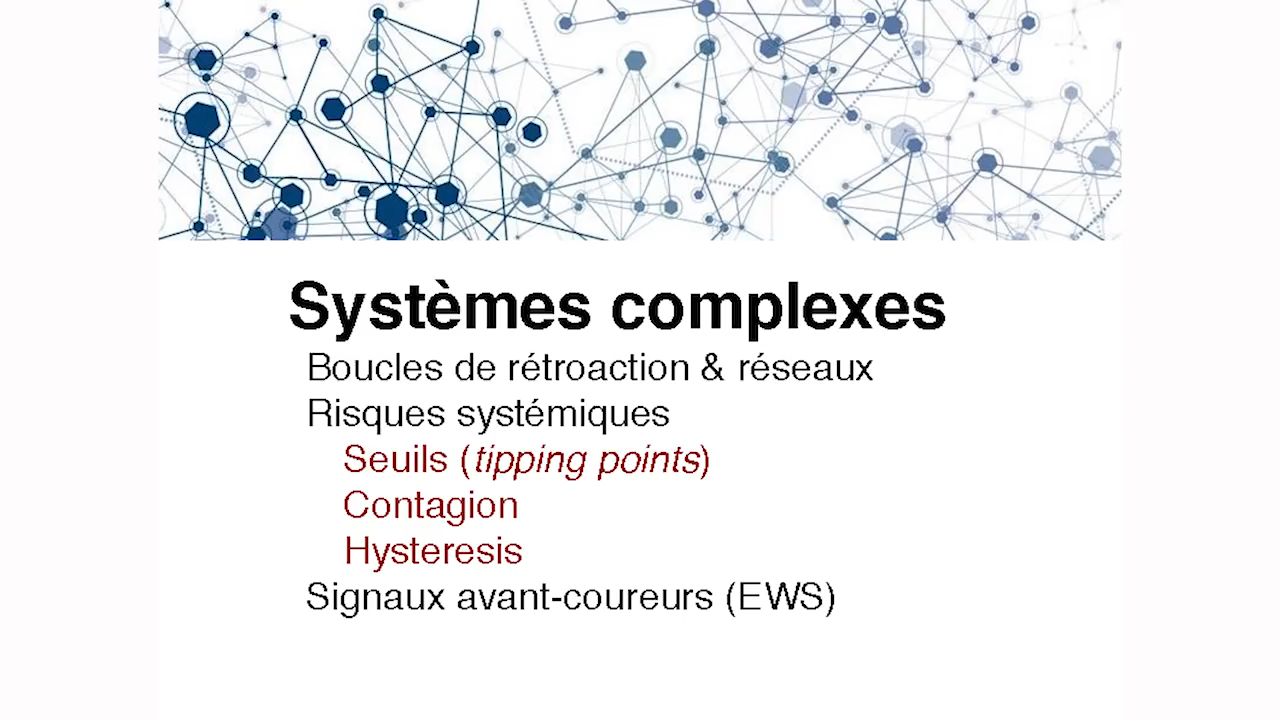 Systèmes complexes
Boucles de rétroaction & réseaux
Risques systémiques
Seuils (tipping points)
Contagion
Hysteresis
Signaux avant-coureurs (EWS)